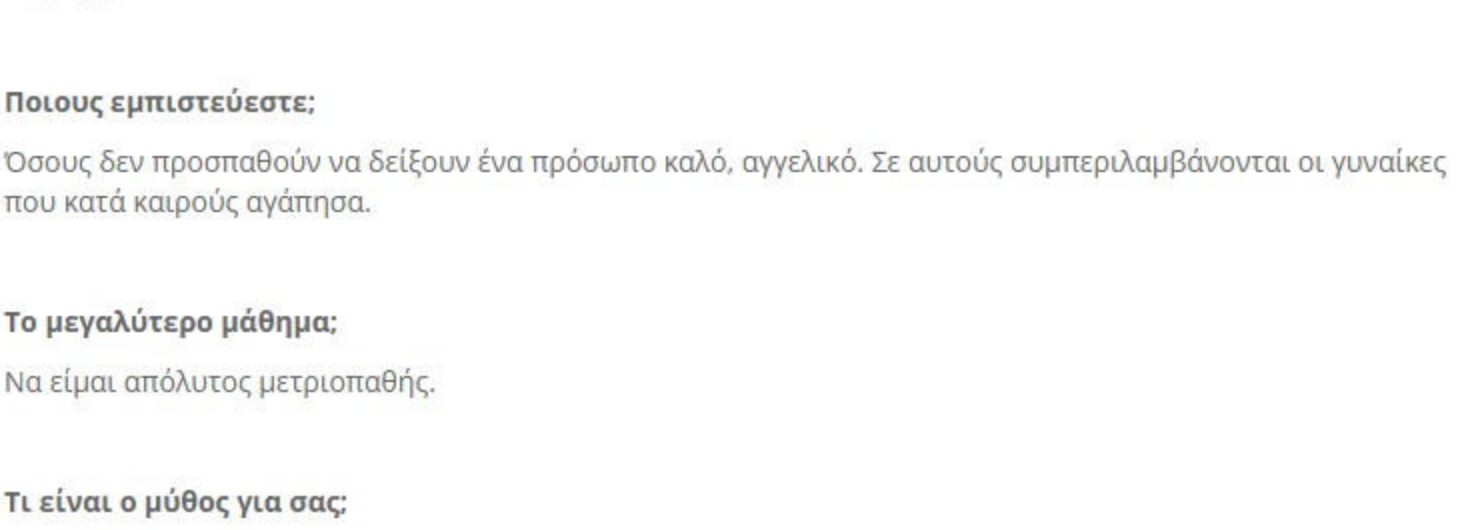 Ποιους εμπιστεύεστε;
Όσους δεν προσπαθούν να δείξουν ένα πρόσωπο καλό, αγγελικό. Σε αυτούς συμπεριλαμβάνονται οι γυναίκες
που κατά καιρούς αγάπησα.
Το μεγαλύτερο μάθημα;
Να είμαι απόλυτος μετριοπαθής.
Τι είναι ο μύθος για σας;